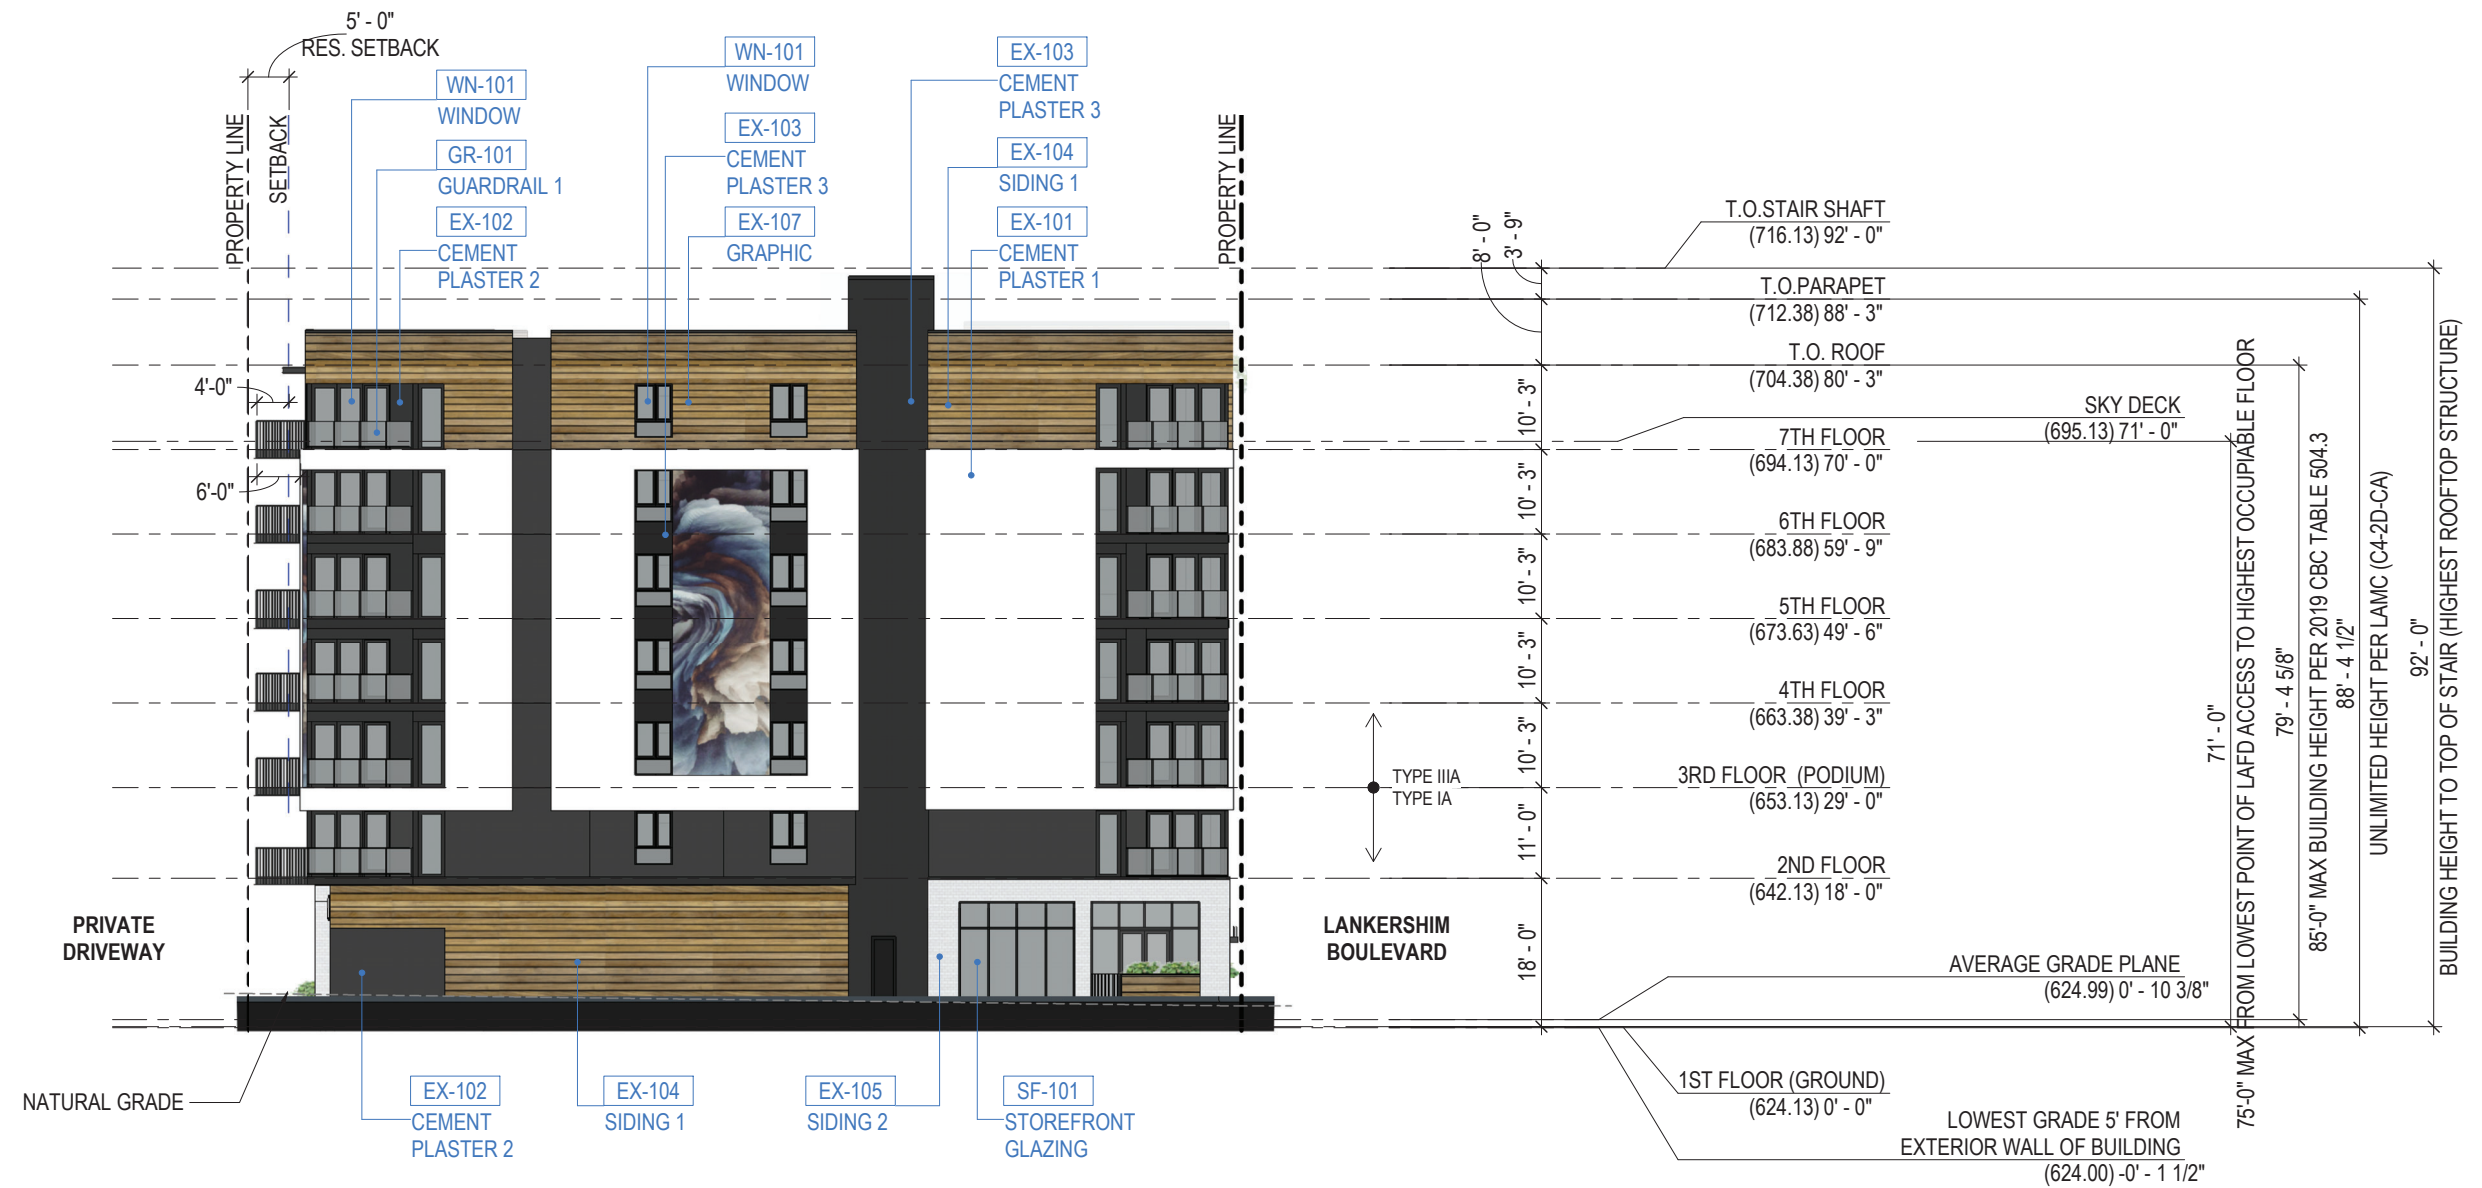 5' - 0"
RES. SETBACK
PROPERTY LINE
SETBACK
WN-101
WINDOW
GR-101
GUARDRAIL 1
EX-102
CEMENT
PLASTER 2
WN-101
WINDOW
EX-103
CEMENT
PLASTER 3
EX-107
GRAPHIC
EX-103
CEMENT
PLASTER 3
EX-104
SIDING 1
EX-101
CEMENT
PLASTER 1
PROPERTY LINE
4'-0"
6'-0"
PRIVATE
DRIVEWAY
NATURAL GRADE
EX-102
CEMENT
PLASTER 2
EX-104
SIDING 1
EX-105
SIDING 2
SF-101
STOREFRONT
GLAZING
LANKERSHIM
BOULEVARD
TYPE IIIA
TYPE IA
8' - 0"
3' - 9"
10' - 3"
10' - 3"
10' - 3"
10' - 3"
10' - 3"
11' - 0"
18' - 0"
T.O.STAIR SHAFT
(716.13) 92' - 0"
T.O.PARAPET
(712.38) 88' - 3"
T.O. ROOF
(704.38) 80' - 3"
SKY DECK
(695.13) 71' - 0"
7TH FLOOR
(694.13) 70' - 0"
6TH FLOOR
(683.88) 59' - 9"
5TH FLOOR
(673.63) 49' - 6"
4TH FLOOR
(663.38) 39' - 3"
3RD FLOOR (PODIUM)
(653.13) 29' - 0"
2ND FLOOR
(642.13) 18' - 0"
AVERAGE GRADE PLANE
(624.99) 0' - 10 3/8"
1ST FLOOR (GROUND)
(624.13) 0' - 0"
LOWEST GRADE 5' FROM
EXTERIOR WALL OF BUILDING
(624.00) -0' - 1 1/2"
71' - 0"
75'-0" MAX FROM LOWEST POINT OF LAFD ACCESS TO HIGHEST OCCUPIABLE FLOOR
79' - 4 5/8"
85'-0" MAX BUILDING HEIGHT PER 2019 CBC TABLE 504.3
88' - 4 1/2"
UNLIMITED HEIGHT PER LAMC (C4-2D-CA)
92' - 0"
BUILDING HEIGHT TO TOP OF STAIR (HIGHEST ROOFTOP STRUCTURE)